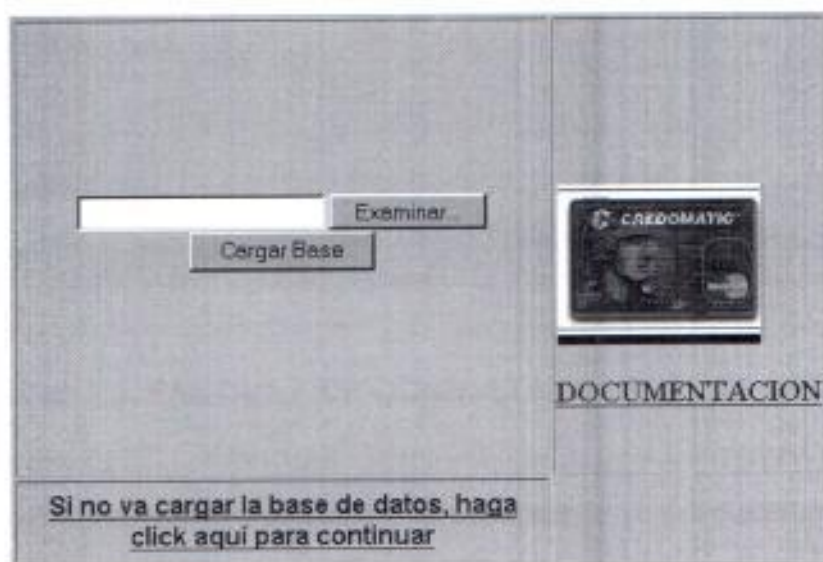 Examinar...
Cargar Base
CREDOMATIC
DOCUMENTACION
Si no va cargar la base de datos, haga
click aquí para continuar